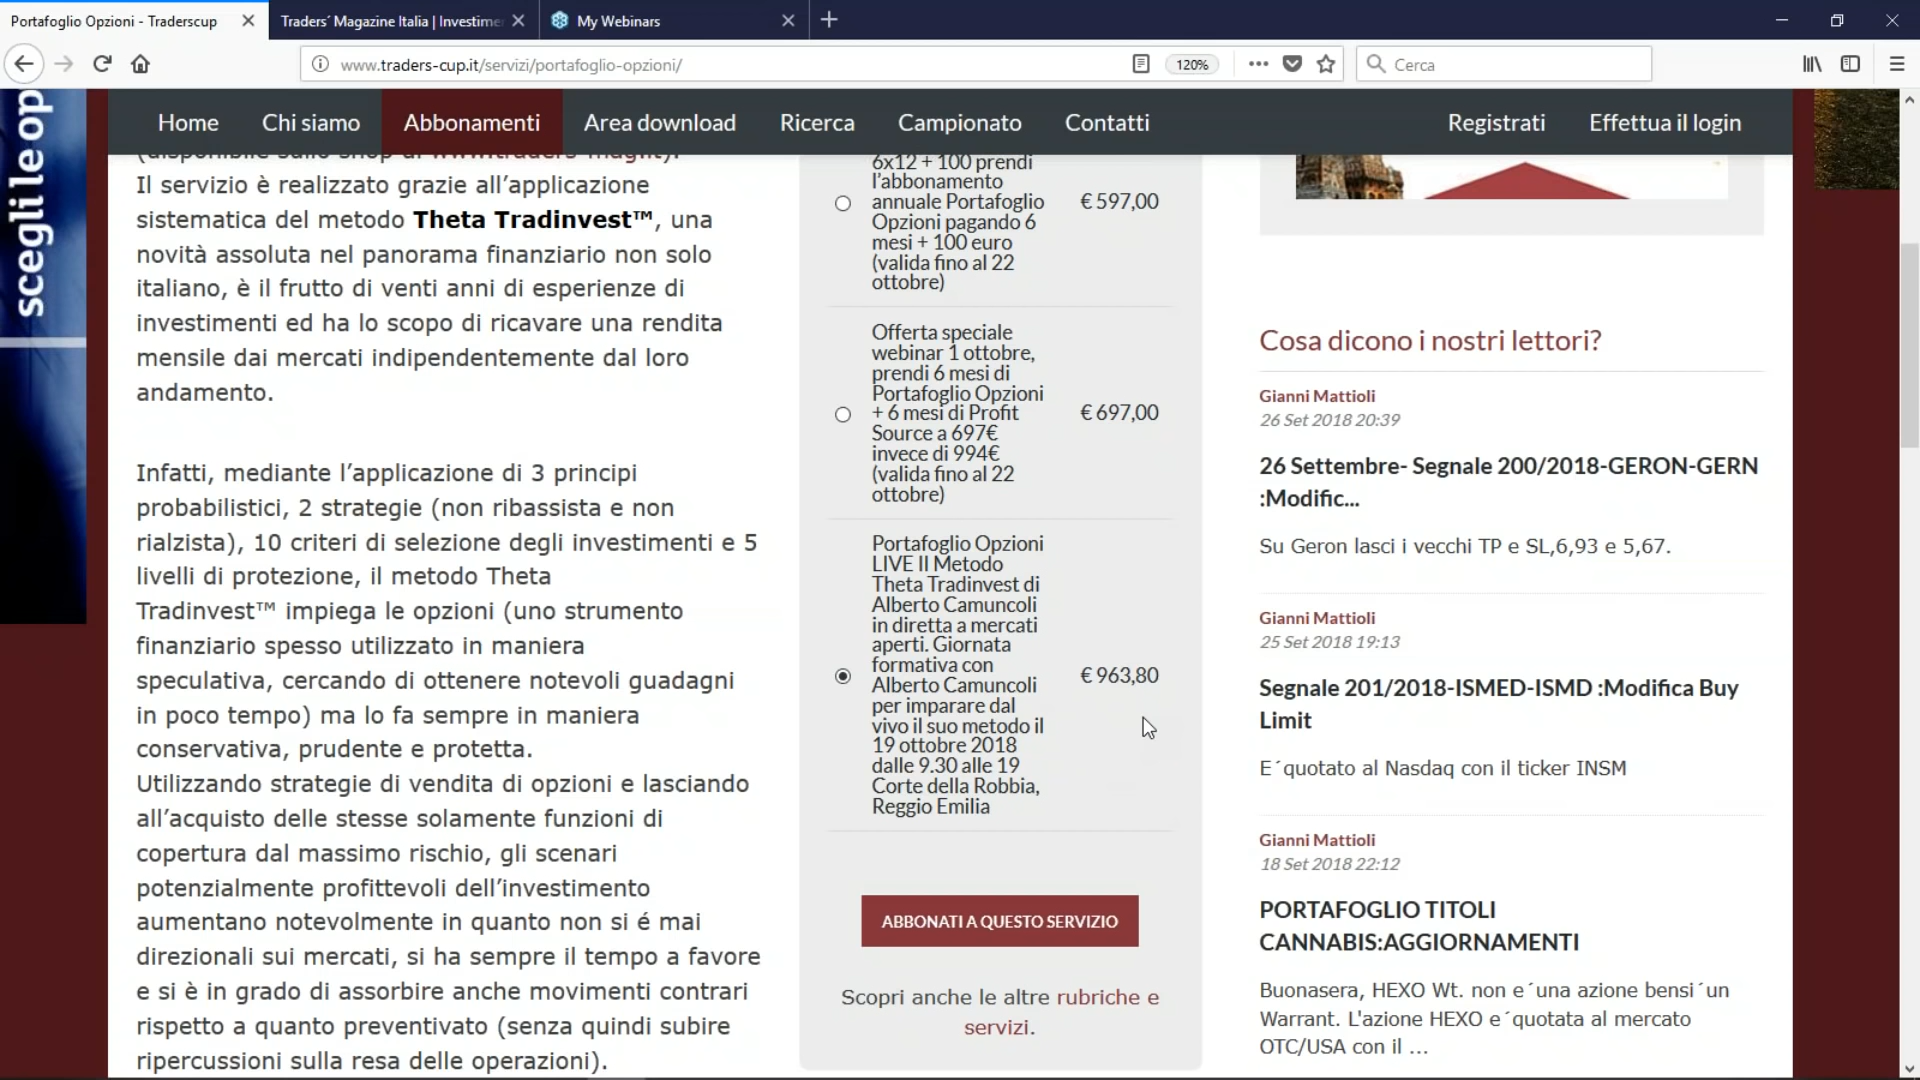 Portafoglio Opzioni - Traderscup
Traders´ Magazine Italia | Investime
My Webinars
www.traders-cup.it/servizi/portafoglio-opzioni/
120%
Cerca
Home
Chi siamo
Abbonamenti
Area download
Ricerca
Campionato
Contatti
Registrati
Effettua il login
scegli le op
(disponibile sullo shop di www.traders-mag.it).
Il servizio è realizzato grazie all’applicazione
sistematica del metodo Theta Tradinvest™, una
novità assoluta nel panorama finanziario non solo
italiano, è il frutto di venti anni di esperienze di
investimenti ed ha lo scopo di ricavare una rendita
mensile dai mercati indipendentemente dal loro
andamento.
Infatti, mediante l’applicazione di 3 principi
probabilistici, 2 strategie (non ribassista e non
rialzista), 10 criteri di selezione degli investimenti e 5
livelli di protezione, il metodo Theta
Tradinvest™ impiega le opzioni (uno strumento
finanziario spesso utilizzato in maniera
speculativa, cercando di ottenere notevoli guadagni
in poco tempo) ma lo fa sempre in maniera
conservativa, prudente e protetta.
Utilizzando strategie di vendita di opzioni e lasciando
all’acquisto delle stesse solamente funzioni di
copertura dal massimo rischio, gli scenari
potenzialmente profittevoli dell’investimento
aumentano notevolmente in quanto non si é mai
direzionali sui mercati, si ha sempre il tempo a favore
e si è in grado di assorbire anche movimenti contrari
rispetto a quanto preventivato (senza quindi subire
ripercussioni sulla resa delle operazioni).
6x12 + 100 prendi
l’abbonamento
annuale Portafoglio
Opzioni pagando 6
mesi + 100 euro
(valida fino al 22
ottobre)
€ 597,00
Offerta speciale
webinar 1 ottobre,
prendi 6 mesi di
Portafoglio Opzioni
+ 6 mesi di Profit
Source a 697€
invece di 994€
(valida fino al 22
ottobre)
€ 697,00
Portafoglio Opzioni
LIVE Il Metodo
Theta Tradinvest di
Alberto Camuncoli
in diretta a mercati
aperti. Giornata
formativa con
Alberto Camuncoli
per imparare dal
vivo il suo metodo il
19 ottobre 2018
dalle 9.30 alle 19
Corte della Robbia,
Reggio Emilia
€ 963,80
ABBONATI A QUESTO SERVIZIO
Scopri anche le altre rubriche e
servizi.
Cosa dicono i nostri lettori?
Gianni Mattioli
26 Set 2018 20:39
26 Settembre- Segnale 200/2018-GERON-GERN
:Modific...
Su Geron lasci i vecchi TP e SL,6,93 e 5,67.
Gianni Mattioli
25 Set 2018 19:13
Segnale 201/2018-ISMED-ISMD :Modifica Buy
Limit
E´quotato al Nasdaq con il ticker INSM
Gianni Mattioli
18 Set 2018 22:12
PORTAFOGLIO TITOLI
CANNABIS:AGGIORNAMENTI
Buonasera, HEXO Wt. non e´una azione bensi´un
Warrant. L'azione HEXO e´quotata al mercato
OTC/USA con il ...